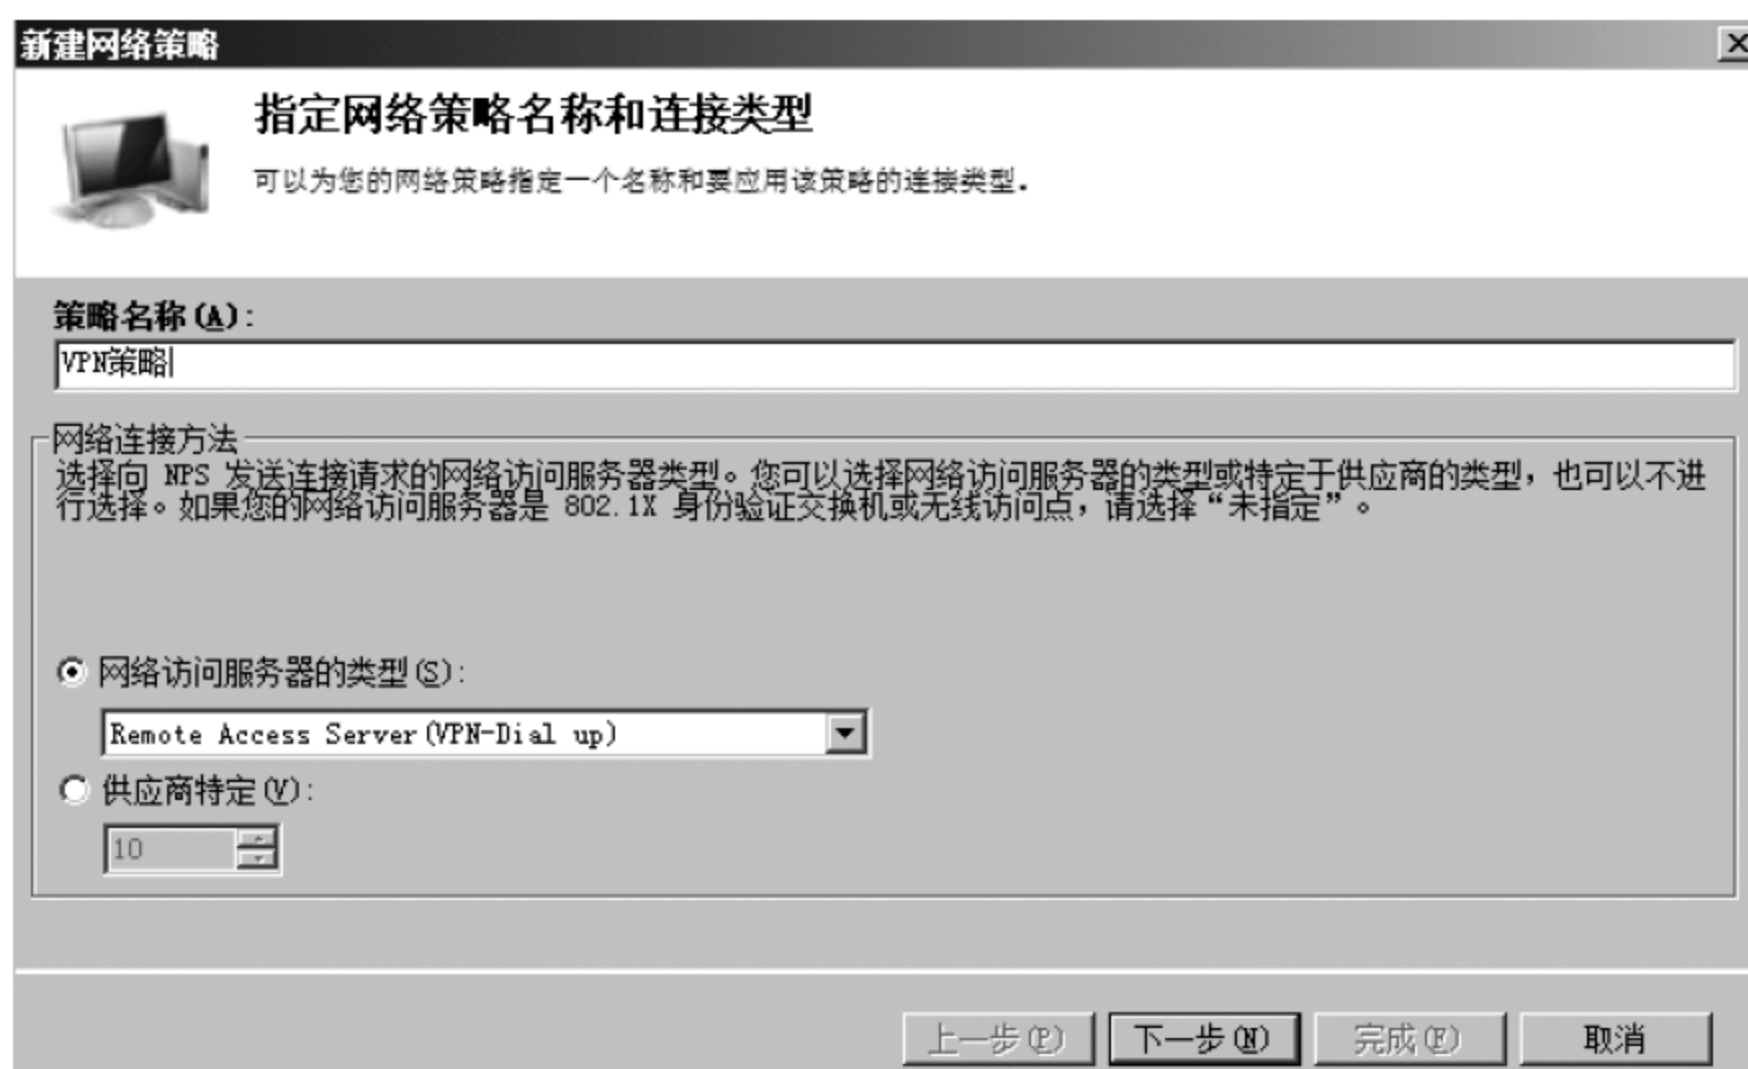 新建网络策略
指定网络策略名称和连接类型
可以为您的网络策略指定一个名称和要应用该策略的连接类型.
策略名称(A):
VPN策略
网络连接方法
选择向 NPS 发送连接请求的网络访问服务器类型。您可以选择网络访问服务器的类型或特定于供应商的类型，也可以不进
行选择。如果您的网络访问服务器是 802.1X 身份验证交换机或无线访问点，请选择“未指定”。
网络访问服务器的类型(S):
Remote Access Server(VPN-Dial up)
供应商特定(V):
10
上一步(P) 下一步(N) 完成(F) 取消